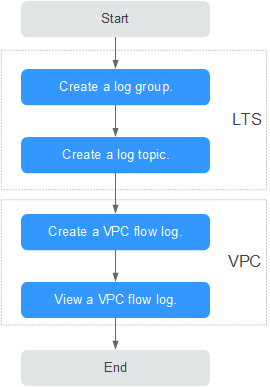 Start
Create a log group.
LTS
Create a log topic.
Create a VPC flow log.
VPC
View a VPC flow log.
End